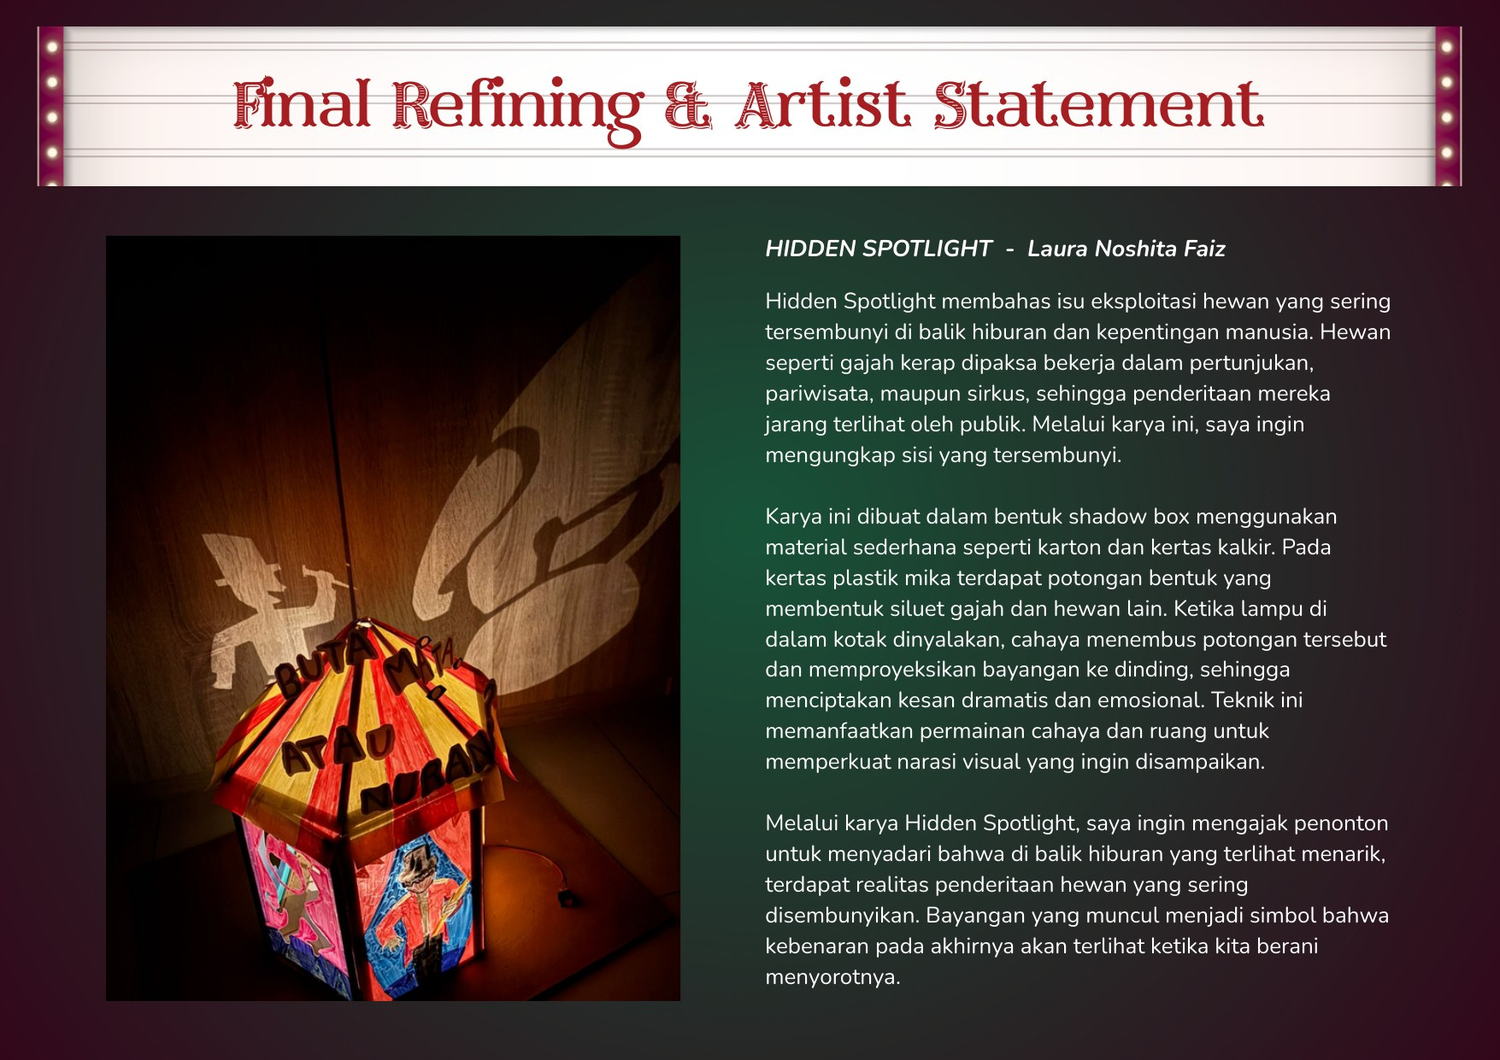 Final Refining & Artist Statement
HIDDEN SPOTLIGHT - Laura Noshita Faiz
Hidden Spotlight membahas isu eksploitasi hewan yang sering
tersembunyi di balik hiburan dan kepentingan manusia. Hewan
seperti gajah kerap dipaksa bekerja dalam pertunjukan,
pariwisata, maupun sirkus, sehingga penderitaan mereka
jarang terlihat oleh publik. Melalui karya ini, saya ingin
mengungkap sisi yang tersembunyi.
Karya ini dibuat dalam bentuk shadow box menggunakan
material sederhana seperti karton dan kertas kalkir. Pada
kertas plastik mika terdapat potongan bentuk yang
membentuk siluet gajah dan hewan lain. Ketika lampu di
dalam kotak dinyalakan, cahaya menembus potongan tersebut
dan memproyeksikan bayangan ke dinding, sehingga
menciptakan kesan dramatis dan emosional. Teknik ini
memanfaatkan permainan cahaya dan ruang untuk
memperkuat narasi visual yang ingin disampaikan.
Melalui karya Hidden Spotlight, saya ingin mengajak penonton
untuk menyadari bahwa di balik hiburan yang terlihat menarik,
terdapat realitas penderitaan hewan yang sering
disembunyikan. Bayangan yang muncul menjadi simbol bahwa
kebenaran pada akhirnya akan terlihat ketika kita berani
menyorotnya.
BUTA MATA
ATAU